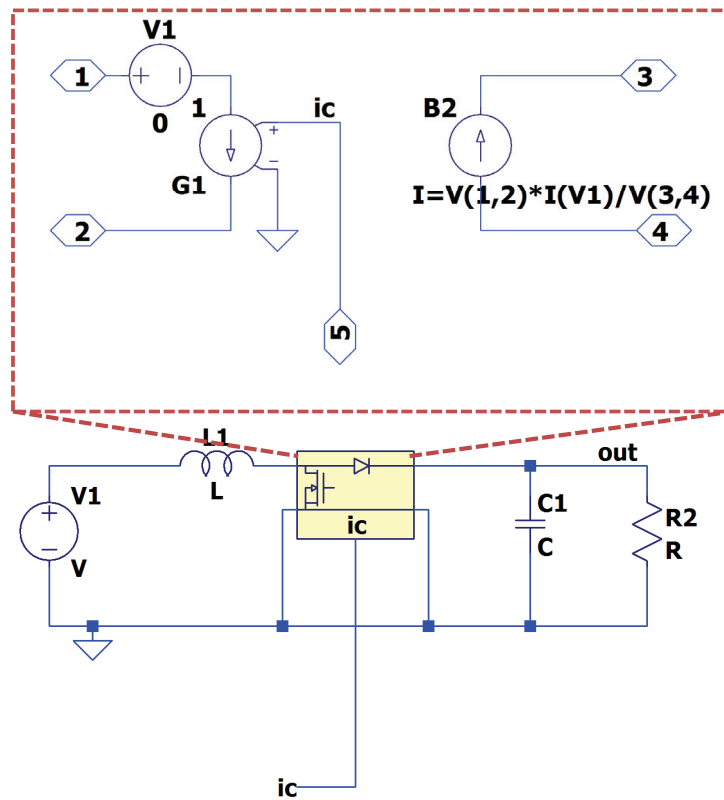 V1
1
3
0
1
ic
B2
G1
I=V(1,2)*I(V1)/V(3,4)
2
4
5
L1
L
out
V1
V
ic
C1
C
R2
R
ic